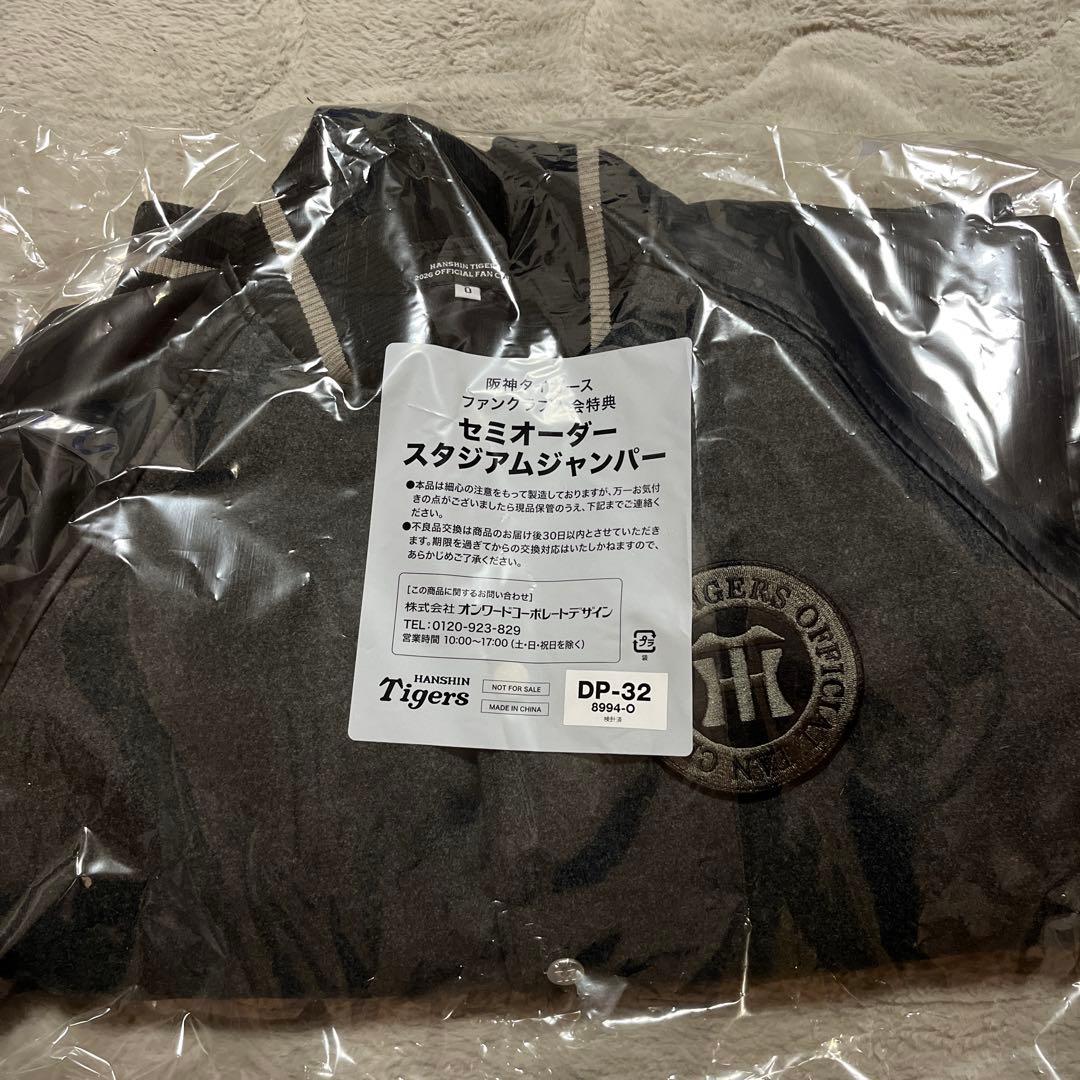 HANSHIN
2026 OFFICIAL FAN
0
阪神
ファンクラブ 会特典
セミオーダー
スタジアムジャンパー
●本品は細心の注意をもって製造しておりますが、万一お気付
きの点がございましたら現品保管のうえ、下記までご連絡く
ださい。
●不良品交換は商品のお届け後30日以内とさせていただき
ます。期限を過ぎてからの交換対応はいたしかねますので、
あらかじめご了承ください。
[この商品に関するお問い合わせ]
株式会社 オンワードコーポレートデザイン
TEL:0120-923-829
営業時間 10:00〜17:00(土・日・祝日を除く)
プラ
袋
HANSHIN
Tigers
NOT FOR SALE
MADE IN CHINA
DP-32
8994-O
検針済
TIGERS OFFICIAL FAN